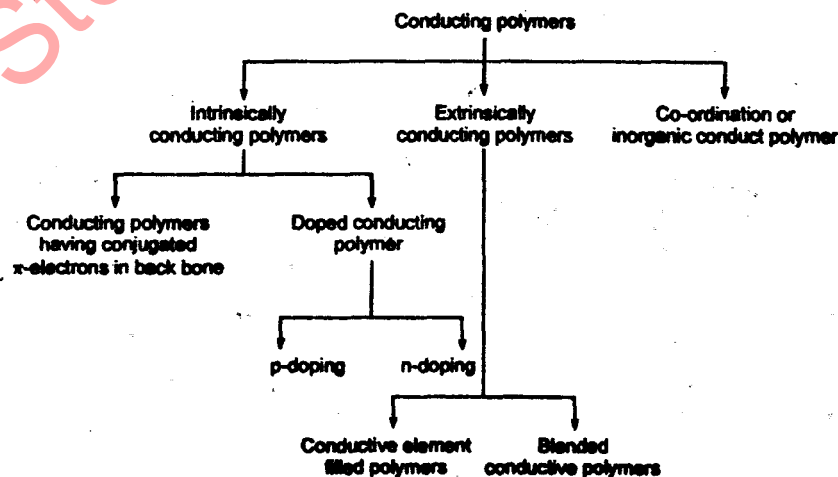 Conducting polymers
Intrinsically
conducting polymers
Extrinsically
conducting polymers
Co-ordination or
inorganic conduct polymer
Conducting polymers
having conjugated
π-electrons in back bone
Doped conducting
polymer
p-doping
n-doping
Conductive element
filled polymers
Blended
conductive polymers